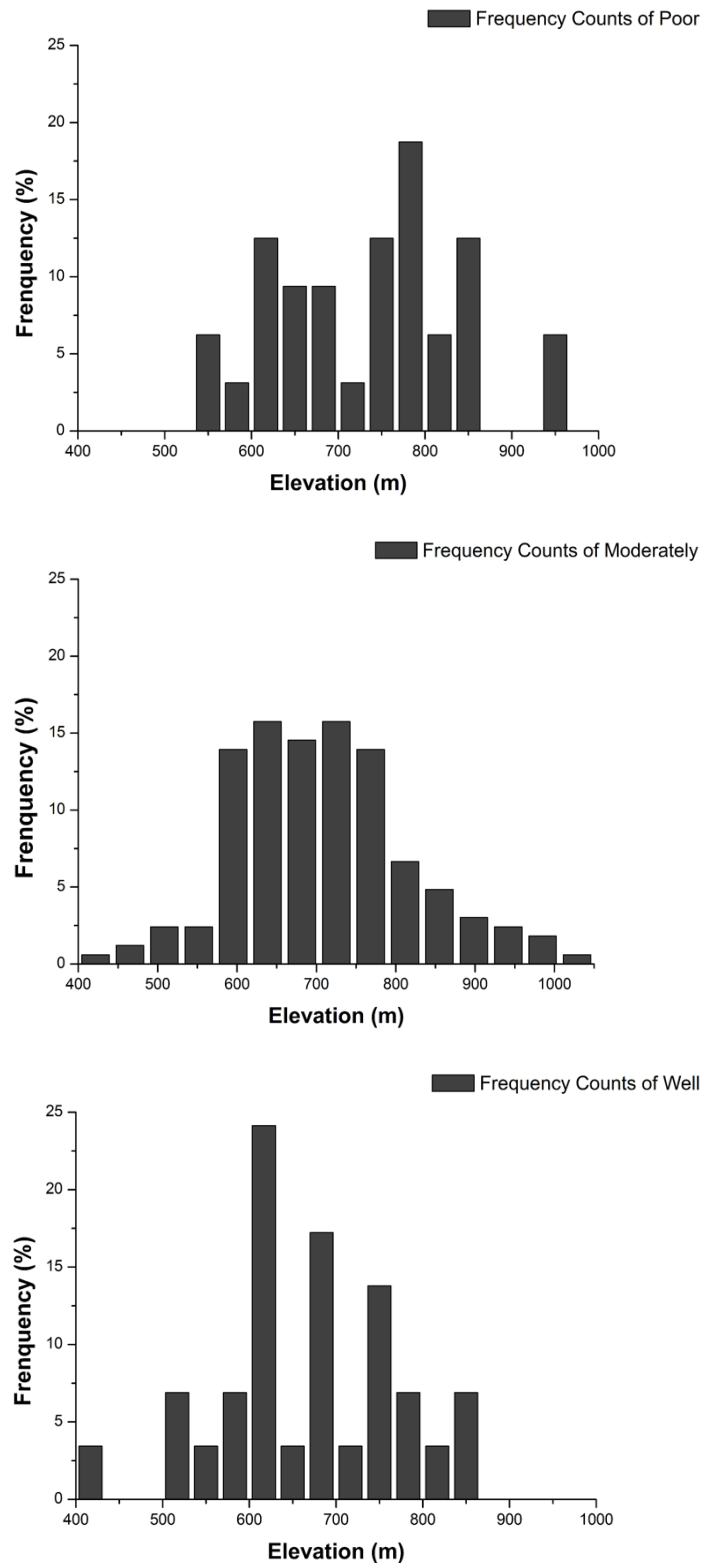 Frequency Counts of Poor
25
20
15
10
5
0
Frenquency (%)
400 500 600 700 800 900 1000
Elevation (m)
Frequency Counts of Moderately
25
20
15
10
5
0
Frenquency (%)
400 500 600 700 800 900 1000
Elevation (m)
Frequency Counts of Well
25
20
15
10
5
0
Frenquency (%)
400 500 600 700 800 900 1000
Elevation (m)